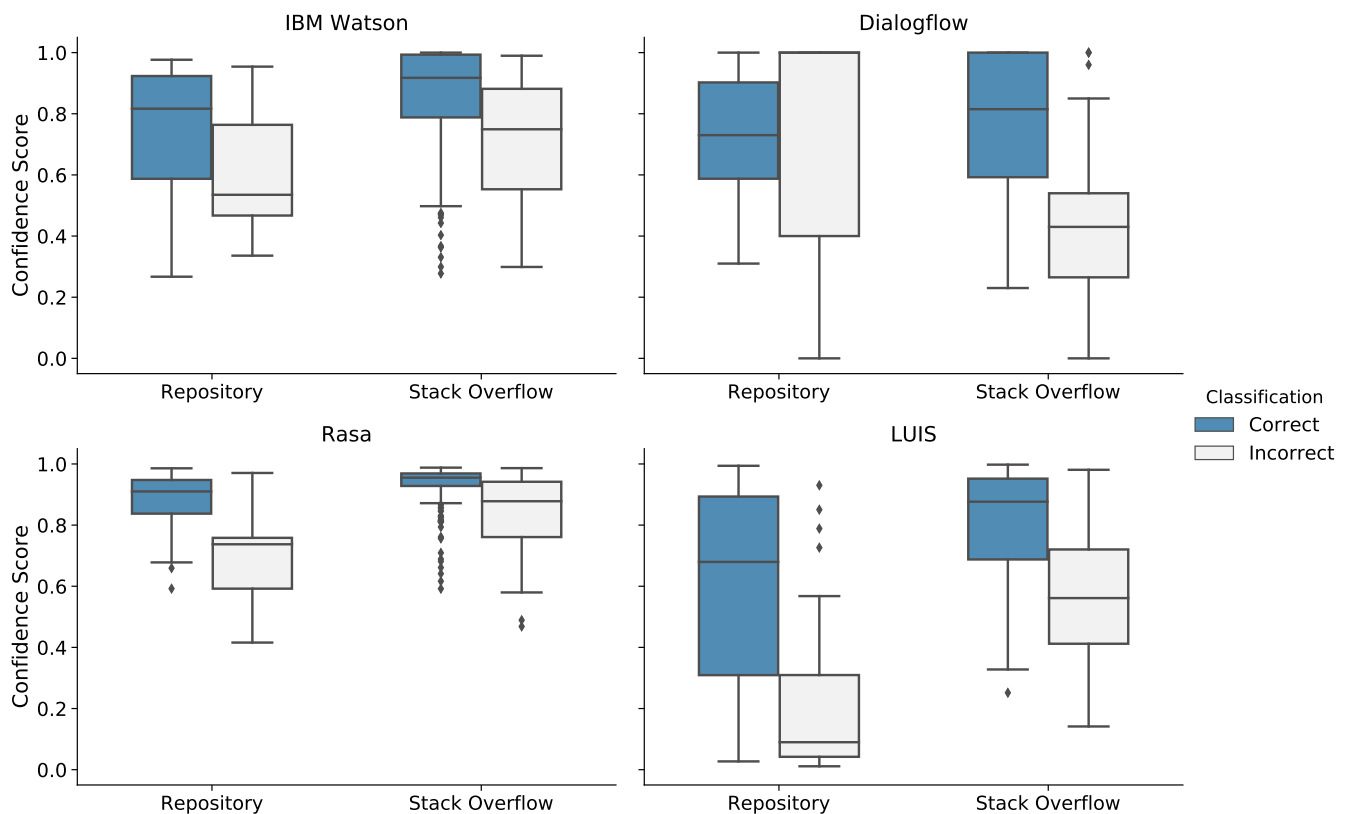 IBM Watson
Dialogflow
1.0
0.8
0.6
0.4
0.2
0.0
Confidence Score
Repository
Stack Overflow
Repository
Stack Overflow
Classification
Correct
Incorrect
Rasa
LUIS
1.0
0.8
0.6
0.4
0.2
0.0
Confidence Score
Repository
Stack Overflow
Repository
Stack Overflow